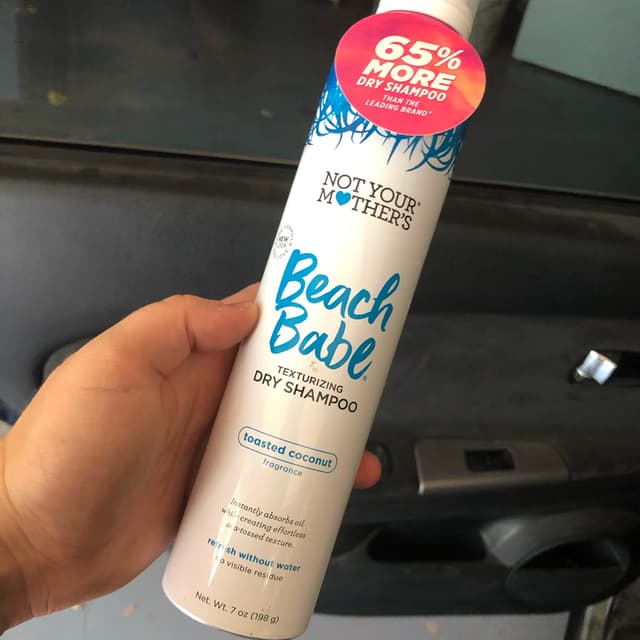 65%
MORE
DRY SHAMPOO
THAN THE
LEADING BRAND*
NOT YOUR
MOTHER'S®
NEW
LOOK
Beach
Babe®
TEXTURIZING
DRY SHAMPOO
toasted coconut
fragrance
Instantly absorbs oil
while creating effortless
sea-tossed texture.
refresh without water
no visible residue
Net. Wt. 7 oz (198 g)